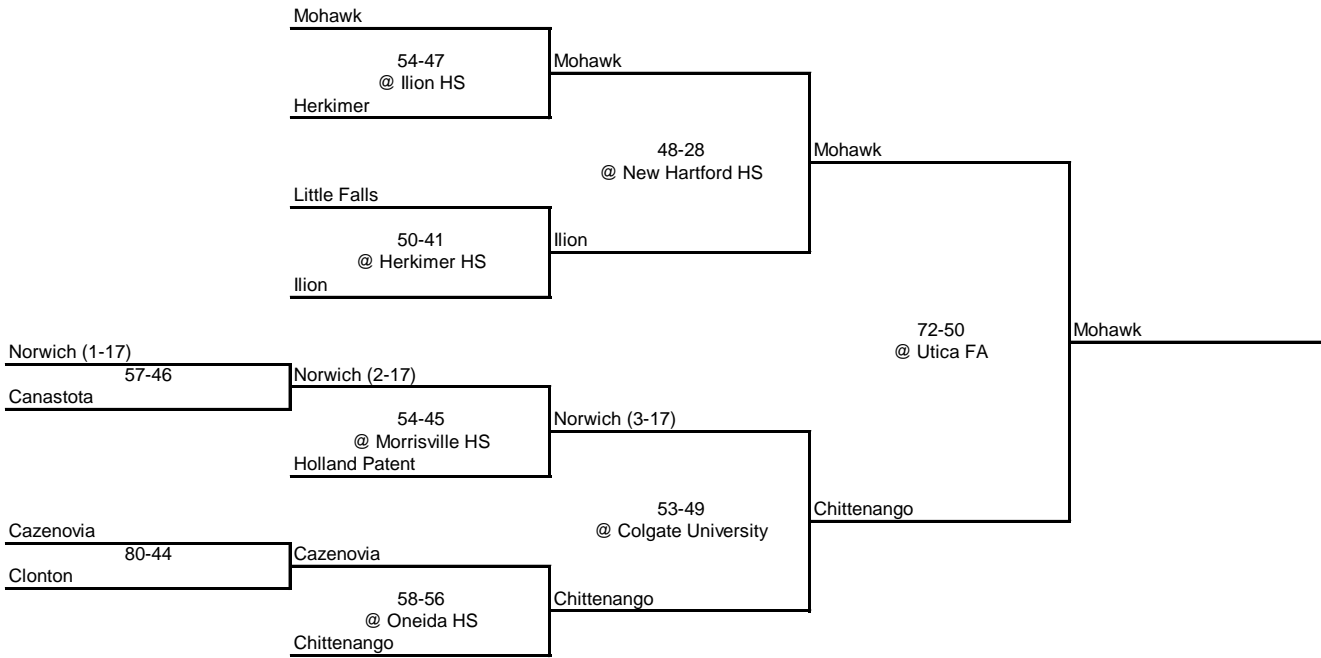 Mohawk
54-47
@ Ilion HS
Mohawk
Herkimer
48-28
@ New Hartford HS
Mohawk
Little Falls
50-41
@ Herkimer HS
Ilion
Ilion
72-50
@ Utica FA
Mohawk
Norwich (1-17)
57-46
Canastota
Norwich (2-17)
54-45
@ Morrisville HS
Norwich (3-17)
Holland Patent
53-49
@ Colgate University
Chittenango
Cazenovia
80-44
Clonton
Cazenovia
58-56
@ Oneida HS
Chittenango
Chittenango